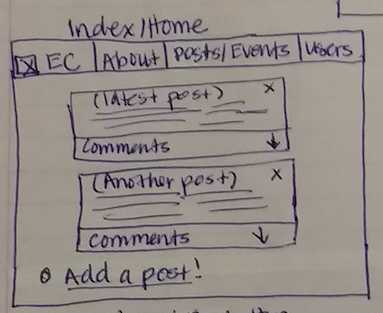 Index/Home
EC About Posts/Events Users
(latest post) x
Comments
(Another post) x
Comments
Add a post!